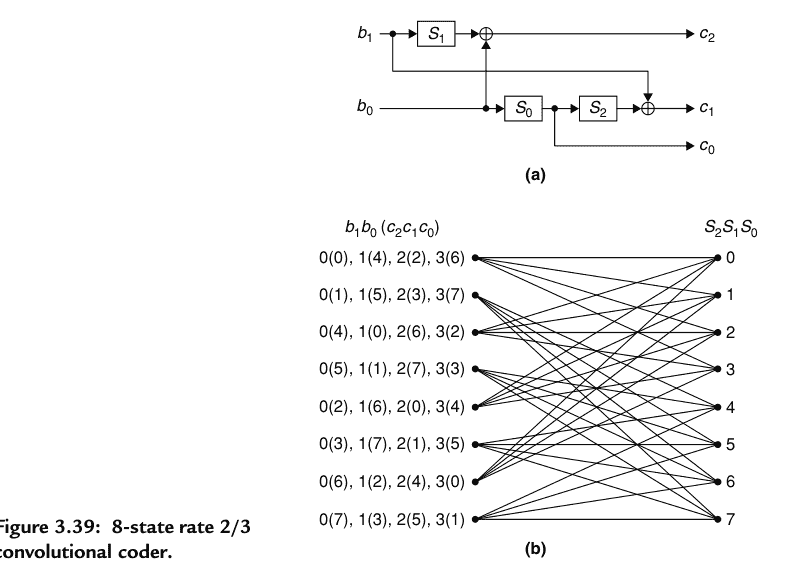 b₁ S₁ ⊕ c₂
b₀ S₀ S₂ ⊕ c₁
c₀
(a)
b₁b₀ (c₂c₁c₀) S₂S₁S₀
0(0), 1(4), 2(2), 3(6) 0
0(1), 1(5), 2(3), 3(7) 1
0(4), 1(0), 2(6), 3(2) 2
0(5), 1(1), 2(7), 3(3) 3
0(2), 1(6), 2(0), 3(4) 4
0(3), 1(7), 2(1), 3(5) 5
0(6), 1(2), 2(4), 3(0) 6
0(7), 1(3), 2(5), 3(1) 7
(b)
igure 3.39: 8-state rate 2/3
convolutional coder.